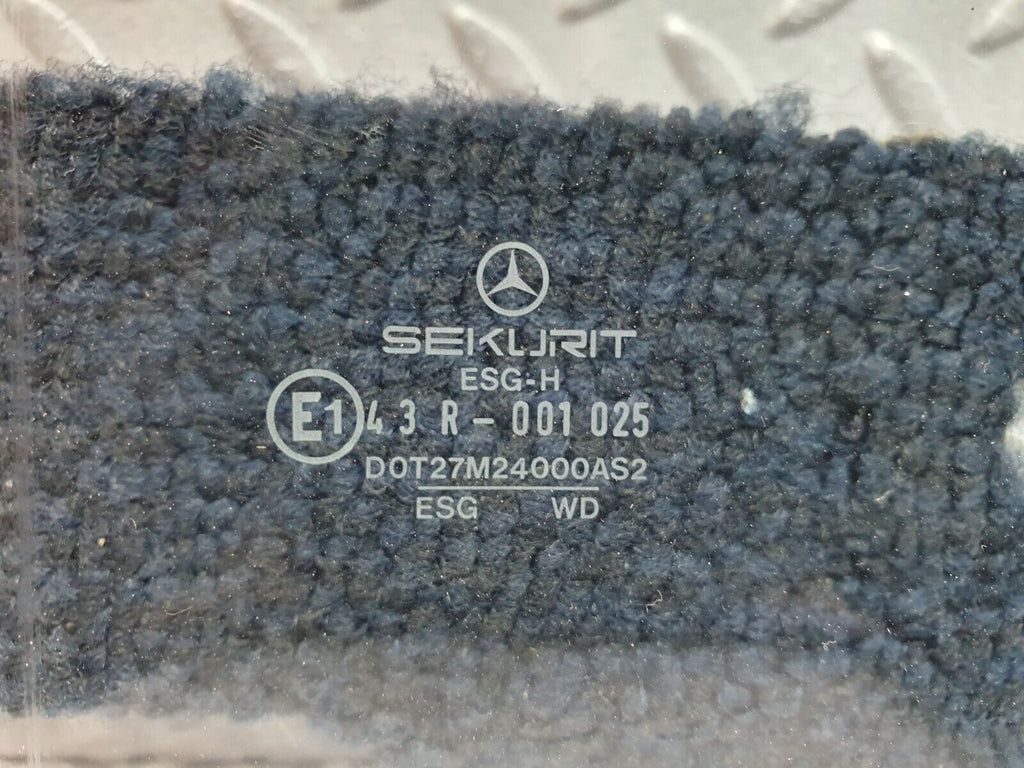 SEKURIT
ESG-H
E1 43 R - 001 025
DOT27M24000AS2
ESG WD